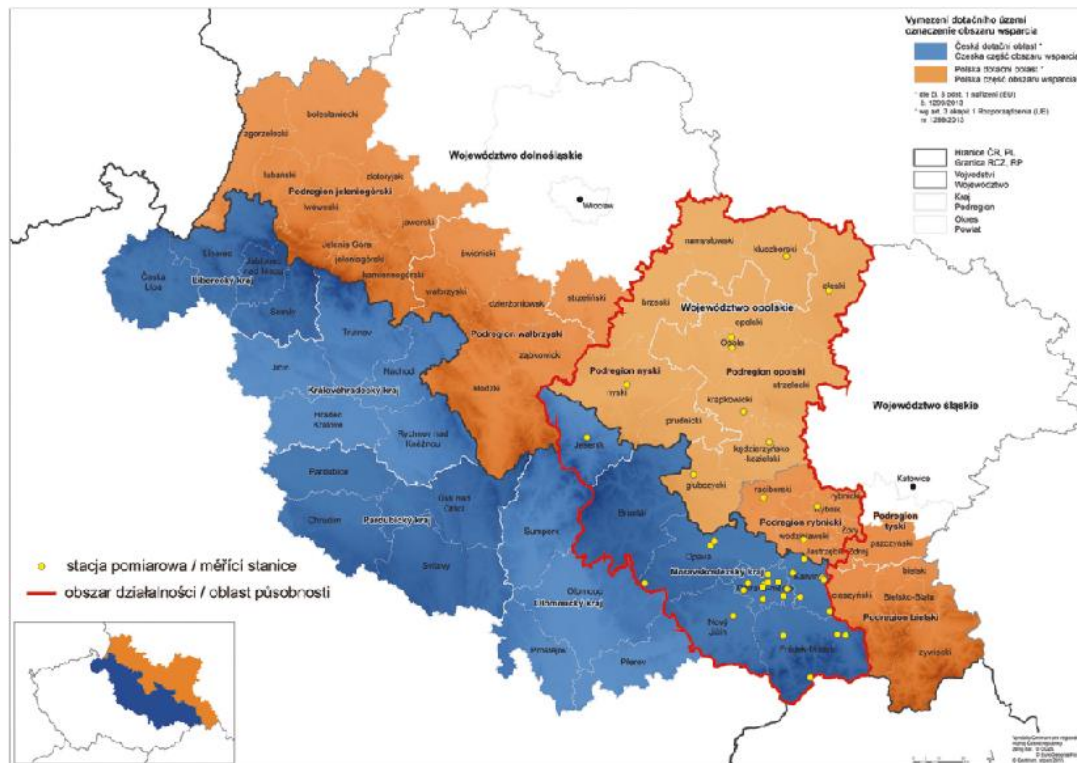 Vymezení dotačního území
oznaczenie obszaru wsparcia
Česká dotační oblast *
Czeska część obszaru wsparcia
Polská dotační oblast *
Polska część obszaru wsparcia
Hranice ČR, PL
Granica RCZ, RP
Vojvodství
Województwo
Kraj
Podregion
Okres
Powiat
bolesławiecki
zgorzelecki
Województwo dolnośląskie
lubański
złotoryjski
Podregion jeleniogórski
Wrocław
lwówecki
jaworski
namysłowski
kluczborski
Jelenia Góra
jeleniogórski
świdnicki
Liberec
kamiennogórski
Jablonec
nad Nisou
Česká
Lípa
Liberecký kraj
wałbrzyski
dzierżoniowski
strzeliński
oleski
brzeski
Województwo opolskie
Semily
opolski
Trutnov
Podregion wałbrzyski
Opole
ząbkowicki
Jičín
Náchod
Podregion nyski
Podregion opolski
Královéhradecký kraj
kłodzki
nyski
strzelecki
krapkowicki
Województwo śląskie
Hradec
Králové
prudnicki
Rychnov nad
Kněžnou
Jeseník
kędzierzyńsko
-kozielski
Pardubice
głubczycki
Katowice
raciborski
rybnicki
Ústí nad
Orlicí
Bruntál
Rybnik
Podregion
tyski
Chrudim
Pardubický kraj
Šumperk
Podregion rybnicki
Żory
wodzisławski
pszczyński
Jastrzębie-Zdrój
Opava
bielski
stacja pomiarowa / měřící stanice
Svitavy
Moravskoslezský kraj
Karviná
obszar działalności / oblast působnosti
Olomouc
cieszyński
Bielsko-Biała
Olomoucký kraj
Podregion bielski
Nový
Jičín
Prostějov
Přerov
Frýdek-Místek
żywiecki